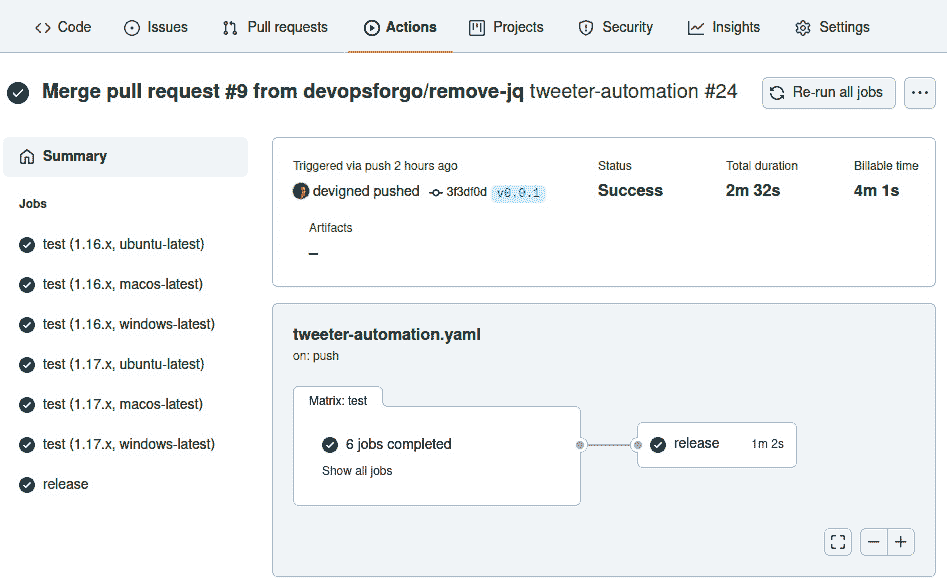 Code Issues Pull requests Actions Projects Security Insights Settings
Merge pull request #9 from devopsforgo/remove-jq tweeter-automation #24
Re-run all jobs
Summary
Jobs
test (1.16.x, ubuntu-latest)
test (1.16.x, macos-latest)
test (1.16.x, windows-latest)
test (1.17.x, ubuntu-latest)
test (1.17.x, macos-latest)
test (1.17.x, windows-latest)
release
Triggered via push 2 hours ago
devigned pushed 3f3df0d v0.0.1
Status
Success
Total duration
2m 32s
Billable time
4m 1s
Artifacts
–
tweeter-automation.yaml
on: push
Matrix: test
6 jobs completed
Show all jobs
release 1m 2s